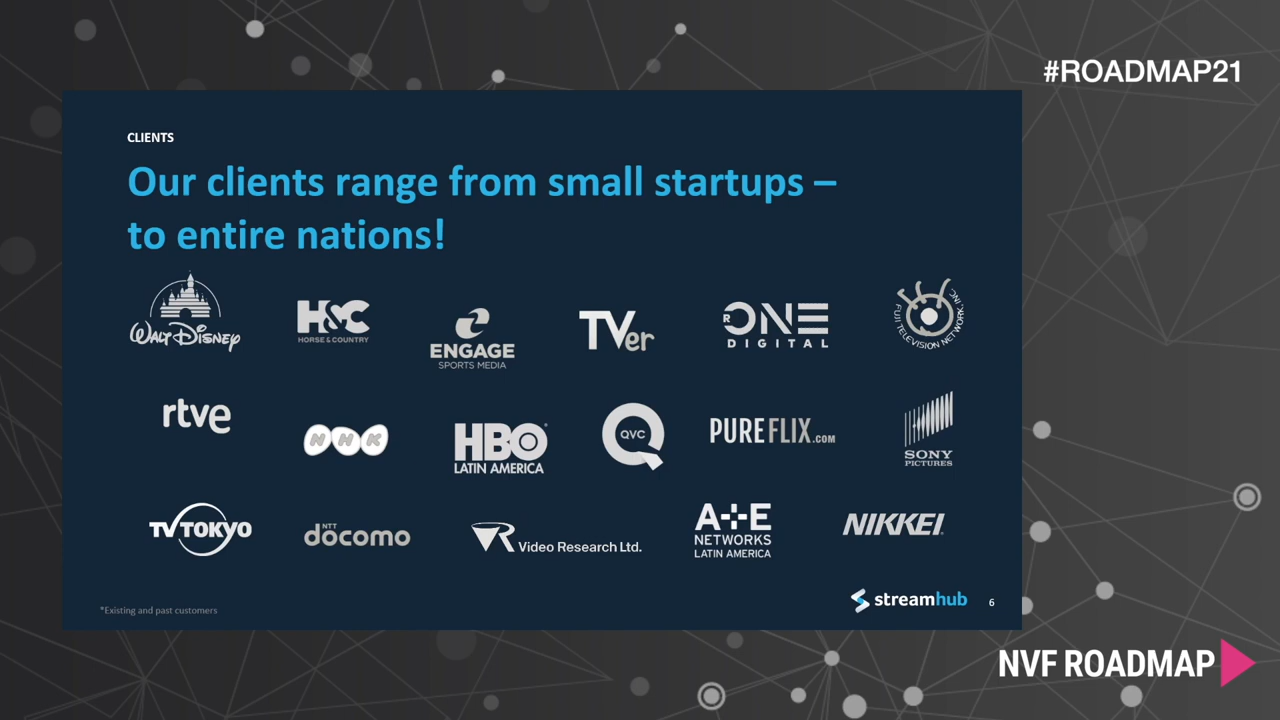 #ROADMAP21
CLIENTS
Our clients range from small startups –
to entire nations!
WALT DISNEY
H&C
HORSE & COUNTRY
ENGAGE
SPORTS MEDIA
TVer
R ONE
DIGITAL
FUJI TELEVISION NETWORK, INC.
rtve
NHK
HBO®
LATIN AMERICA
QVC
PUREFLIX.COM
SONY
PICTURES
TV TOKYO
NTT
döcomo
VR Video Research Ltd.
A+E
NETWORKS
LATIN AMERICA
NIKKEI
*Existing and past customers
streamhub
6
NVF ROADMAP